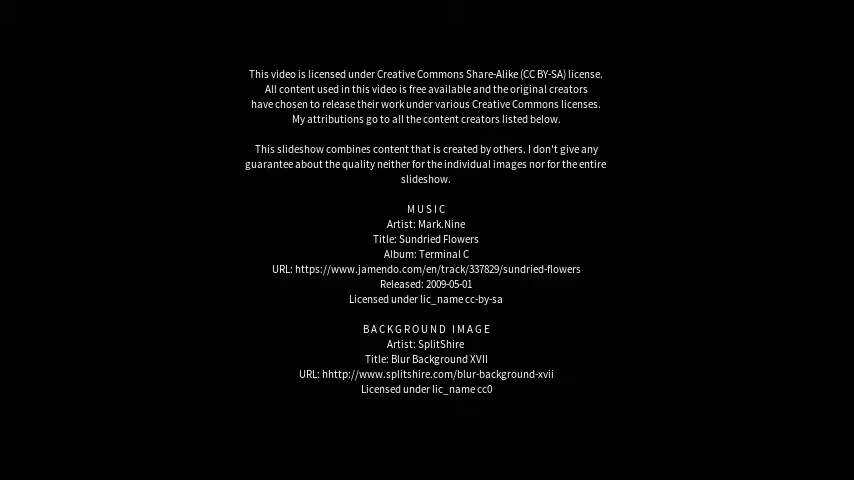 This video is licensed under Creative Commons Share-Alike (CC BY-SA) license.
All content used in this video is free available and the original creators
have chosen to release their work under various Creative Commons licenses.
My attributions go to all the content creators listed below.
This slideshow combines content that is created by others. I don't give any
guarantee about the quality neither for the individual images nor for the entire
slideshow.
MUSIC
Artist: Mark.Nine
Title: Sundried Flowers
Album: Terminal C
URL: https://www.jamendo.com/en/track/337829/sundried-flowers
Released: 2009-05-01
Licensed under lic_name cc-by-sa
BACKGROUND IMAGE
Artist: SplitShire
Title: Blur Background XVII
URL: hhttp://www.splitshire.com/blur-background-xvii
Licensed under lic_name cc0